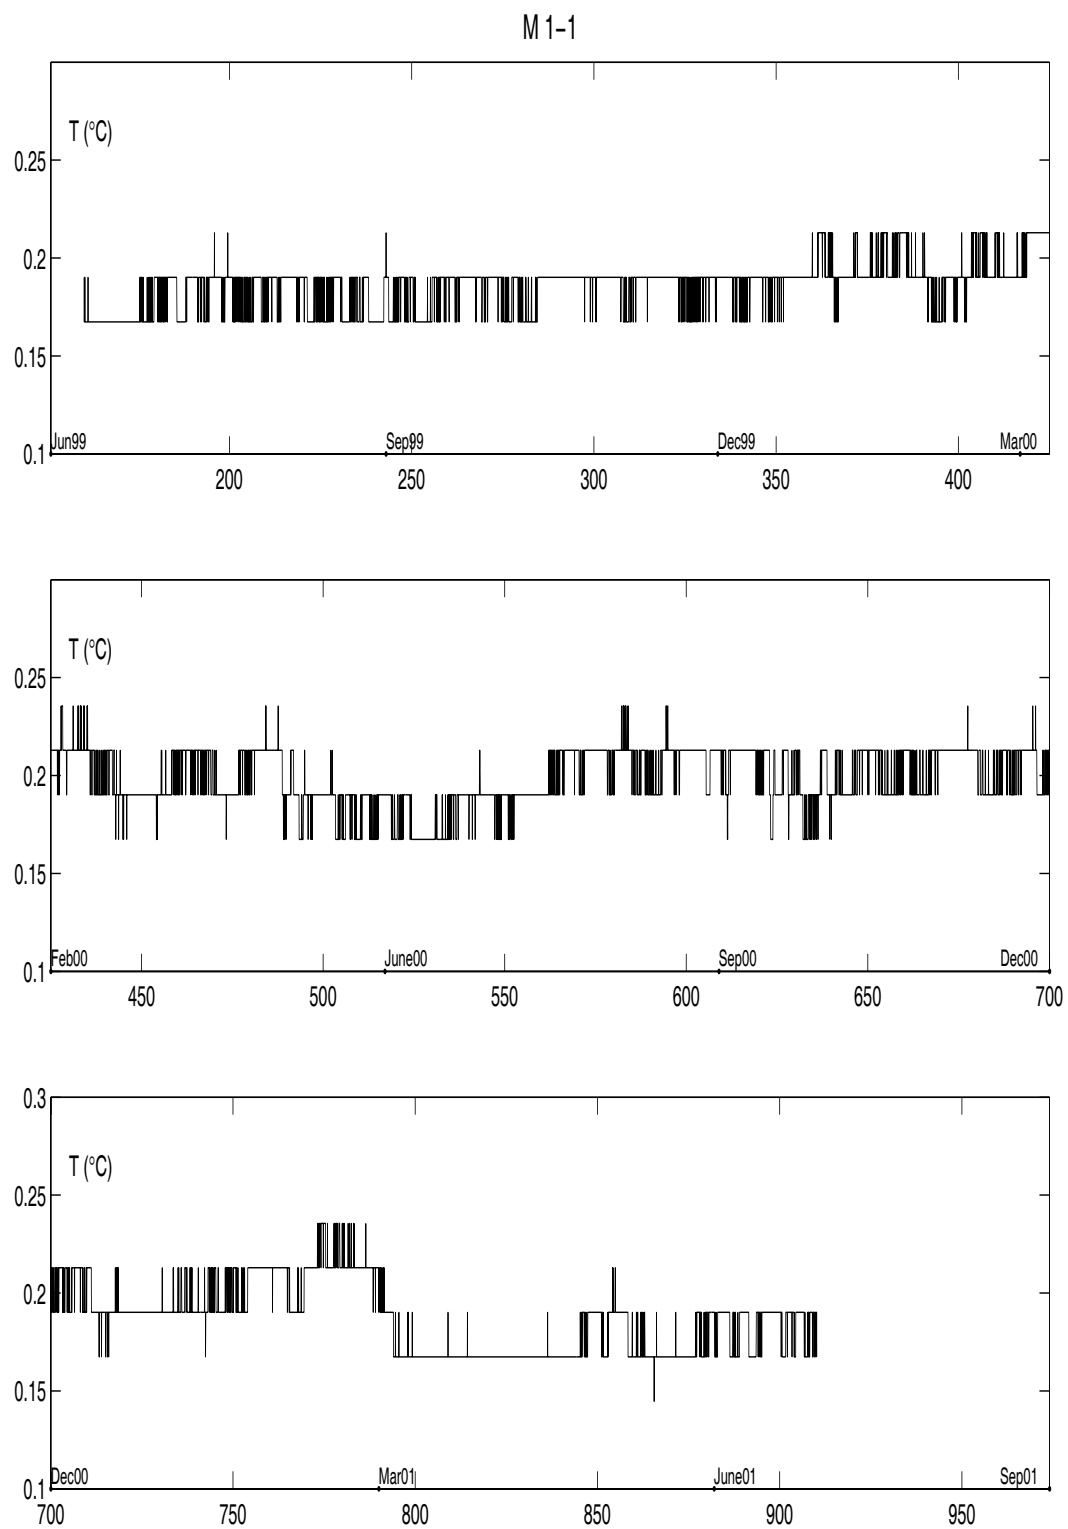 M 1–1
T (°C)
0.25
0.2
0.15
0.1
Jun99 Sep99 Dec99 Mar00
200 250 300 350 400
T (°C)
0.25
0.2
0.15
0.1
Feb00 June00 Sep00 Dec00
450 500 550 600 650 700
0.3
T (°C)
0.25
0.2
0.15
0.1
Dec00 Mar01 June01 Sep01
700 750 800 850 900 950